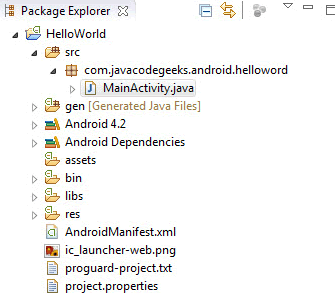 Package Explorer
HelloWorld
src
com.javacodegeeks.android.helloword
MainActivity.java
gen [Generated Java Files]
Android 4.2
Android Dependencies
assets
bin
libs
res
AndroidManifest.xml
ic_launcher-web.png
proguard-project.txt
project.properties